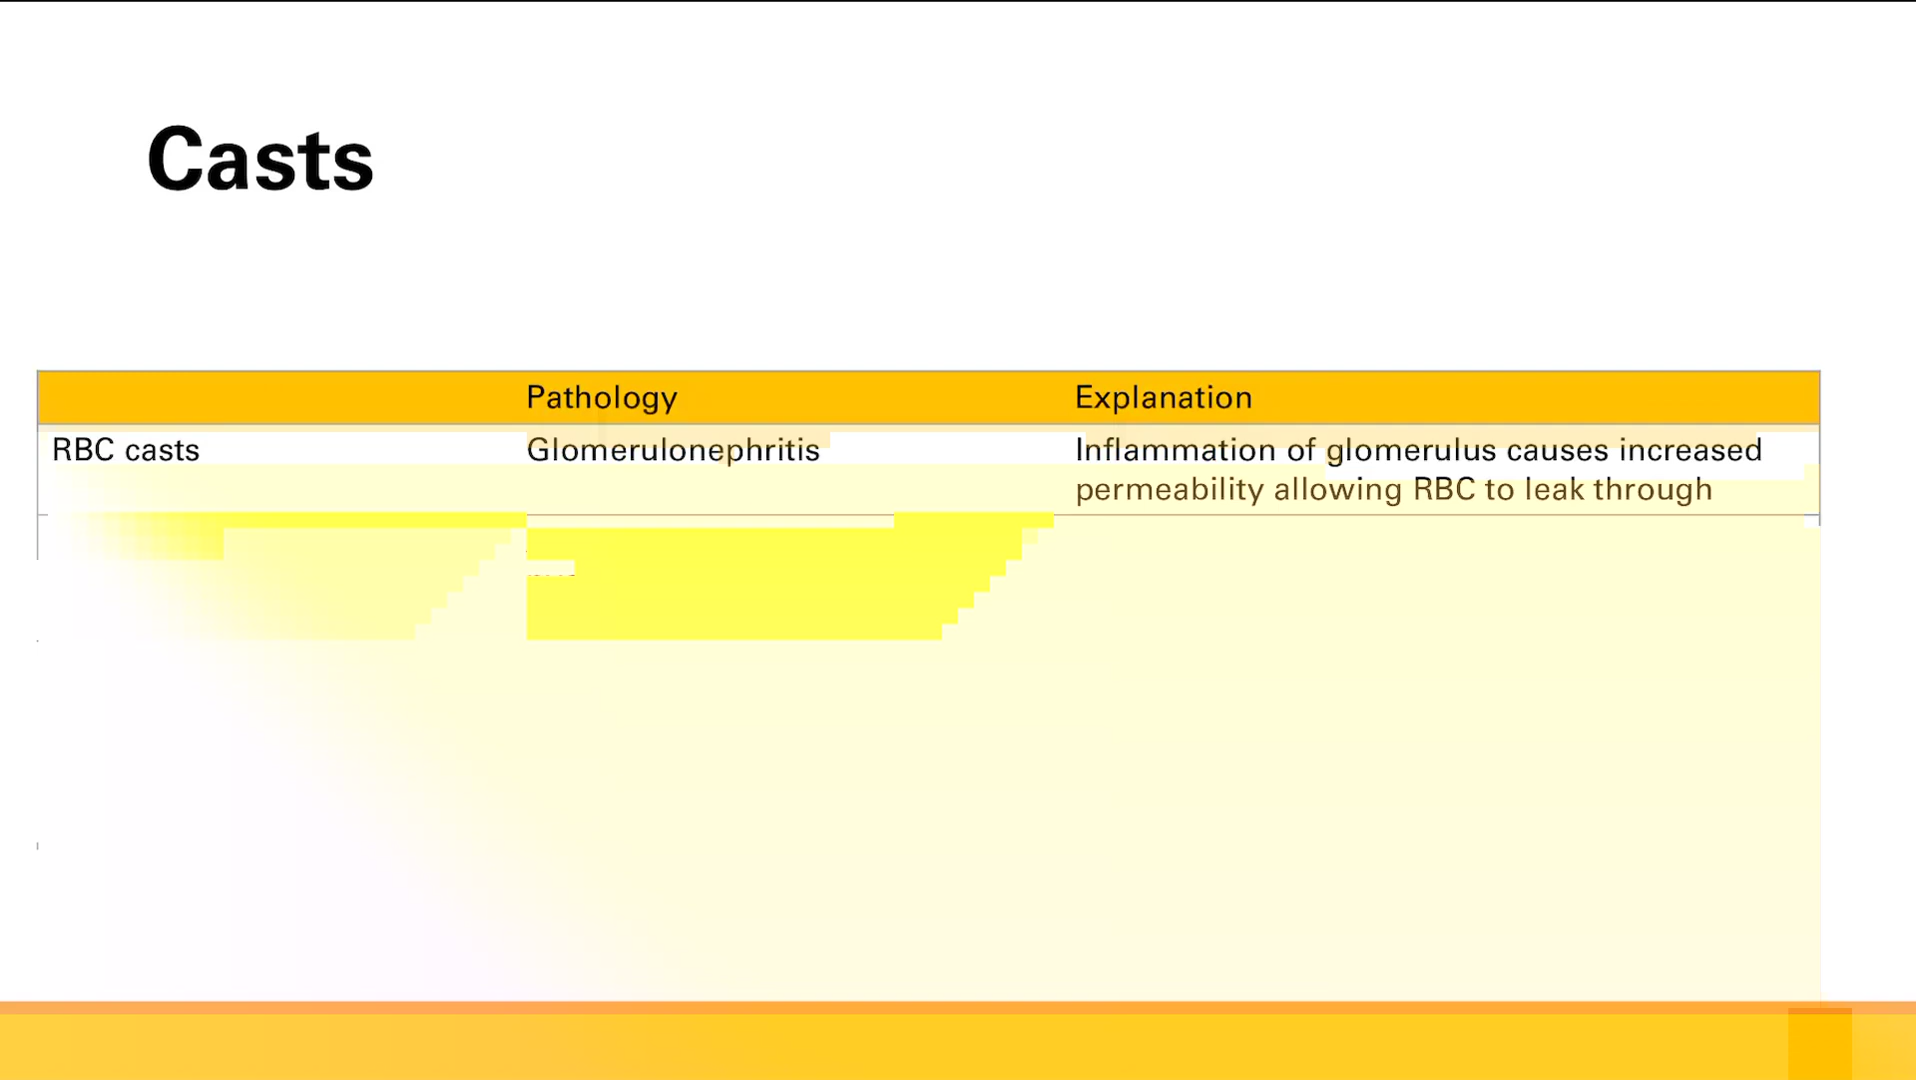 Casts
Pathology Explanation
RBC casts Glomerulonephritis Inflammation of glomerulus causes increased
permeability allowing RBC to leak through